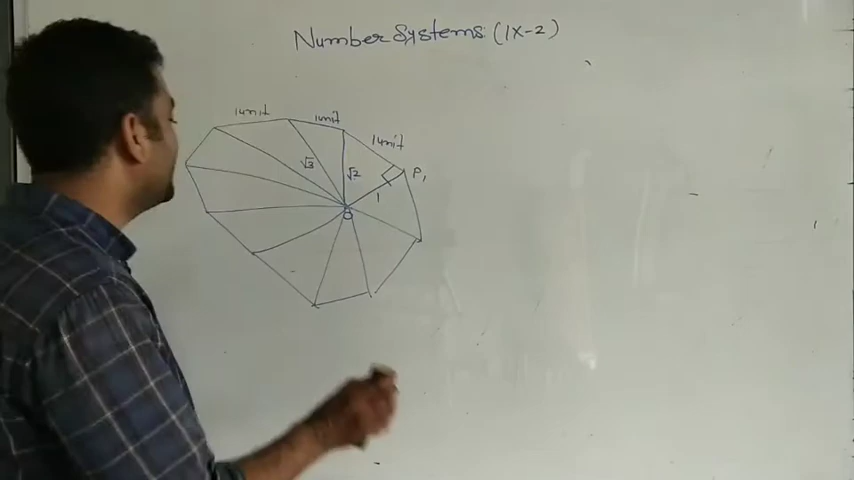 Number Systems (IX-2)
1unit
1unit
1unit
√3
√2
P1
1
O